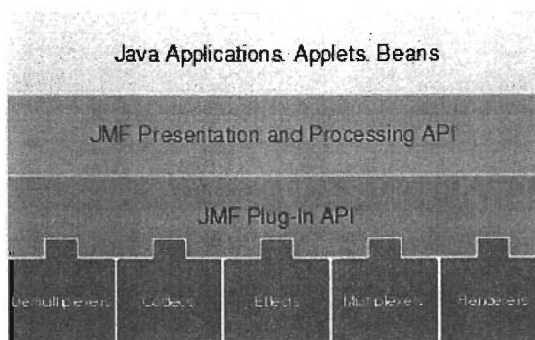 Java Applications, Applets, Beans
JMF Presentation and Processing API
JMF Plug-In API
Demultiplexers Codecs Effects Multiplexers Renderers